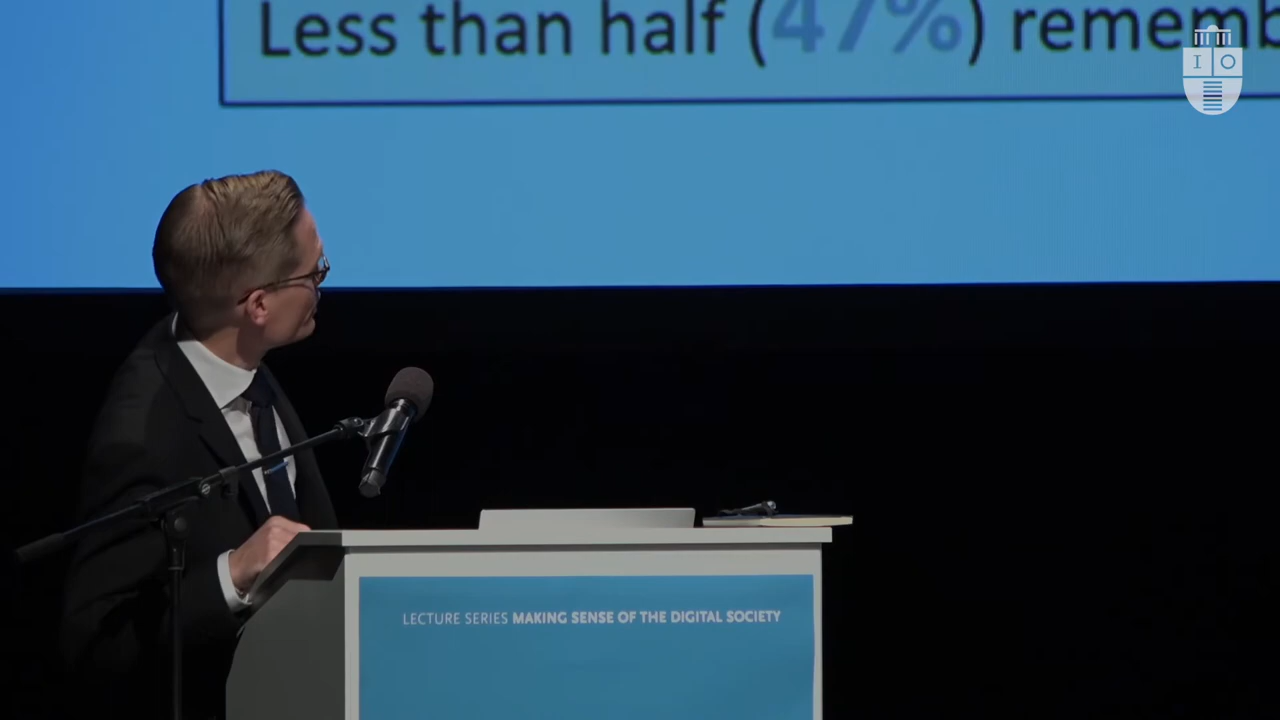 Less than half (47%) rememb
I O
LECTURE SERIES MAKING SENSE OF THE DIGITAL SOCIETY